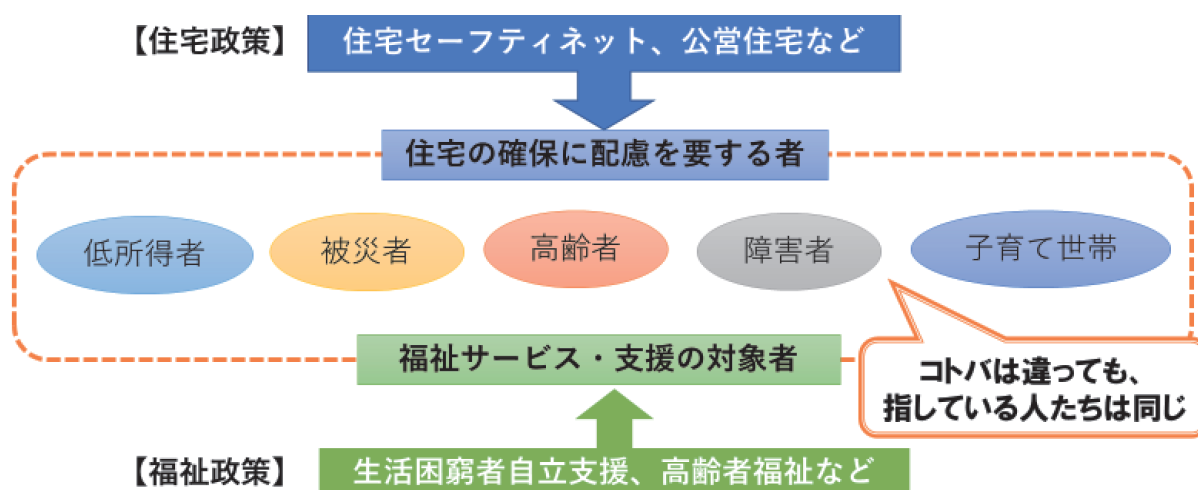 【住宅政策】
住宅セーフティネット、公営住宅など
住宅の確保に配慮を要する者
低所得者
被災者
高齢者
障害者
子育て世帯
福祉サービス・支援の対象者
コトバは違っても、
指している人たちは同じ
【福祉政策】
生活困窮者自立支援、高齢者福祉など